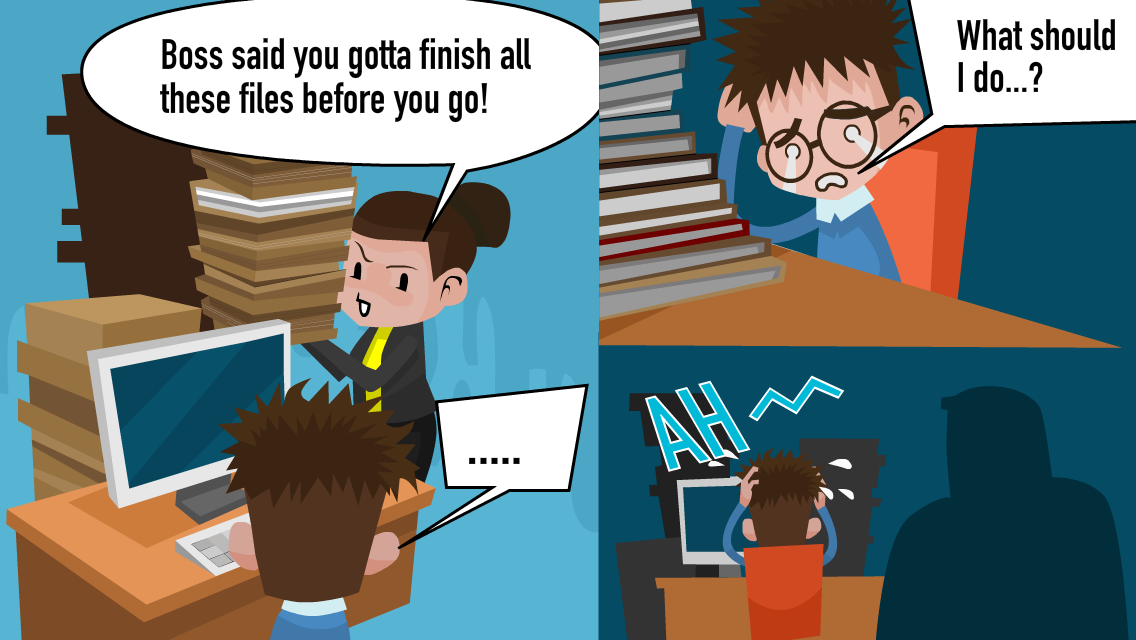 Boss said you gotta finish all
these files before you go!
.....
What should
I do...?
AH